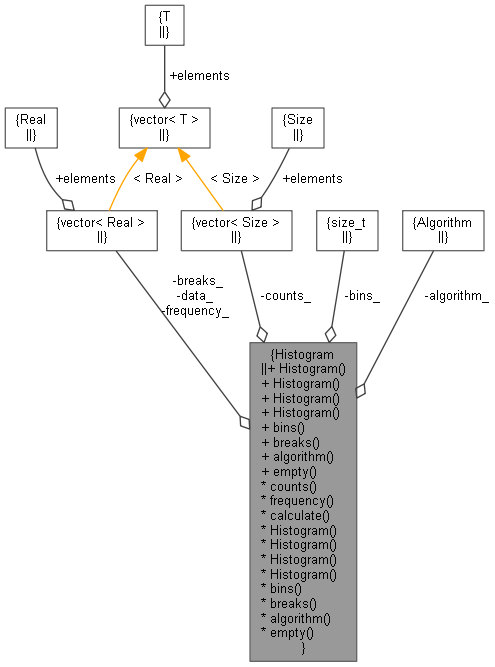 {T
||}
+elements
{Real
||}
{vector< T >
||}
{Size
||}
+elements
< Real >
< Size >
+elements
{vector< Real >
||}
{vector< Size >
||}
{size_t
||}
{Algorithm
||}
-breaks_
-data_
-frequency_
-counts_
-bins_
-algorithm_
{Histogram
||+ Histogram()
+ Histogram()
+ Histogram()
+ Histogram()
+ bins()
+ breaks()
+ algorithm()
+ empty()
* counts()
* frequency()
* calculate()
* Histogram()
* Histogram()
* Histogram()
* Histogram()
* bins()
* breaks()
* algorithm()
* empty()
}